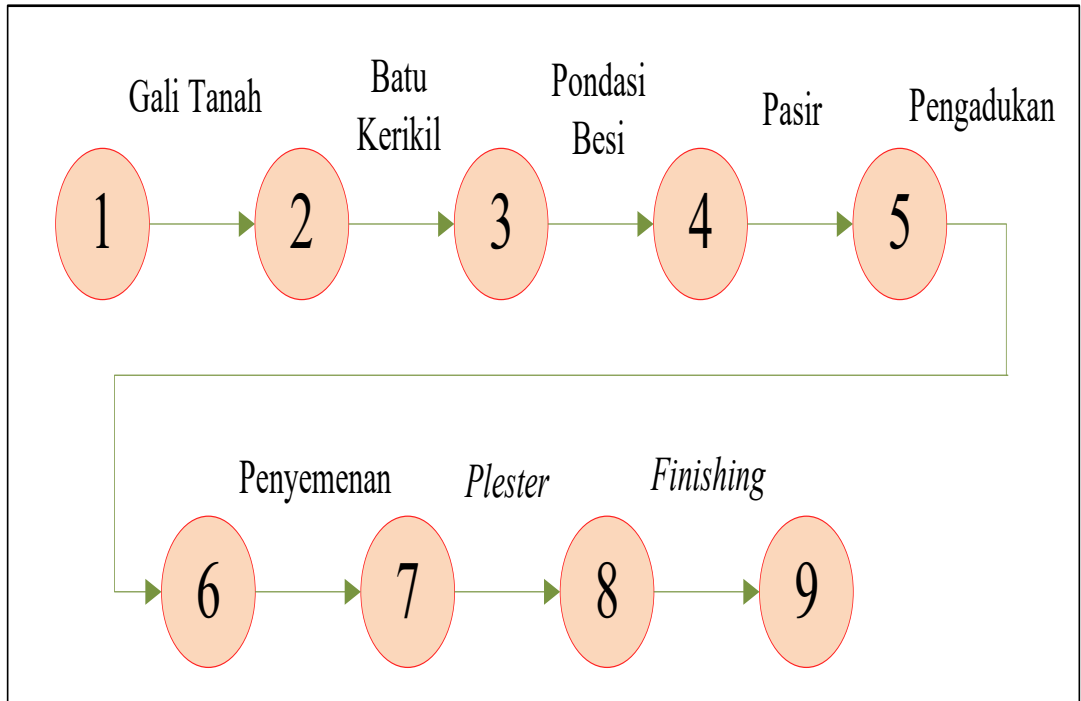 Gali Tanah
Batu
Kerikil
Pondasi
Besi
Pasir
Pengadukan
1
2
3
4
5
Penyemenan
Plester
Finishing
6
7
8
9